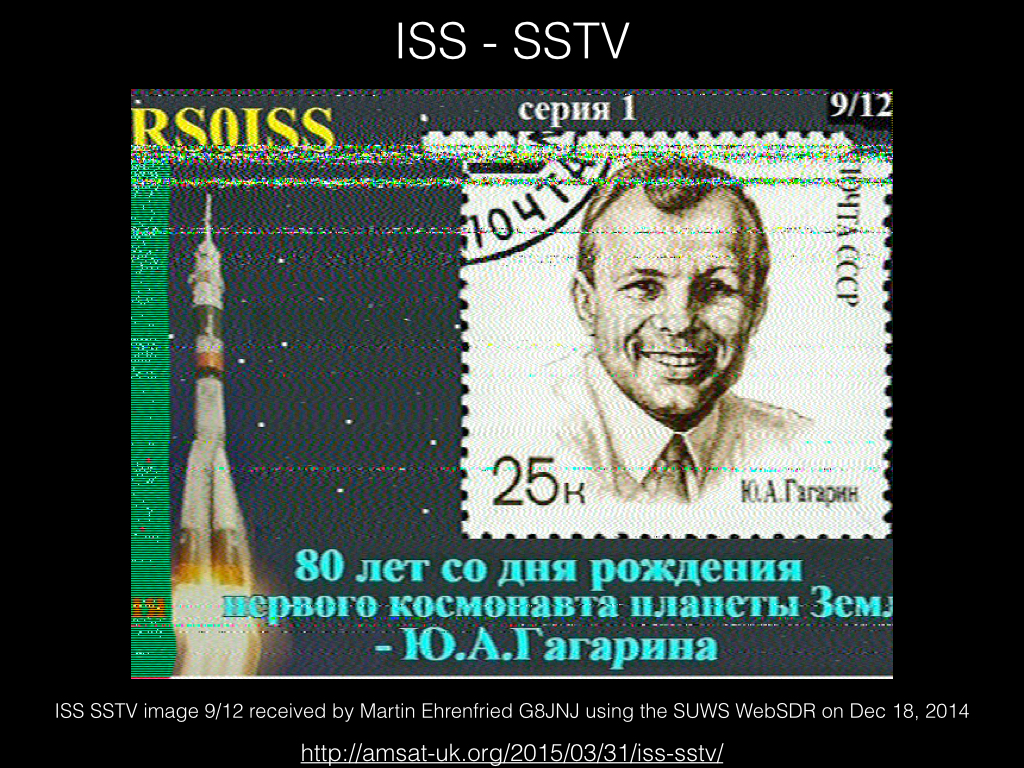 ISS - SSTV
RS0ISS
серия 1
9/12
ПОЧТА
ПОЧТА СССР
25к
Ю.А.Гагарин
80 лет со дня рождения
первого космонавта планеты Земл
- Ю.А.Гагарина
ISS SSTV image 9/12 received by Martin Ehrenfried G8JNJ using the SUWS WebSDR on Dec 18, 2014
http://amsat-uk.org/2015/03/31/iss-sstv/